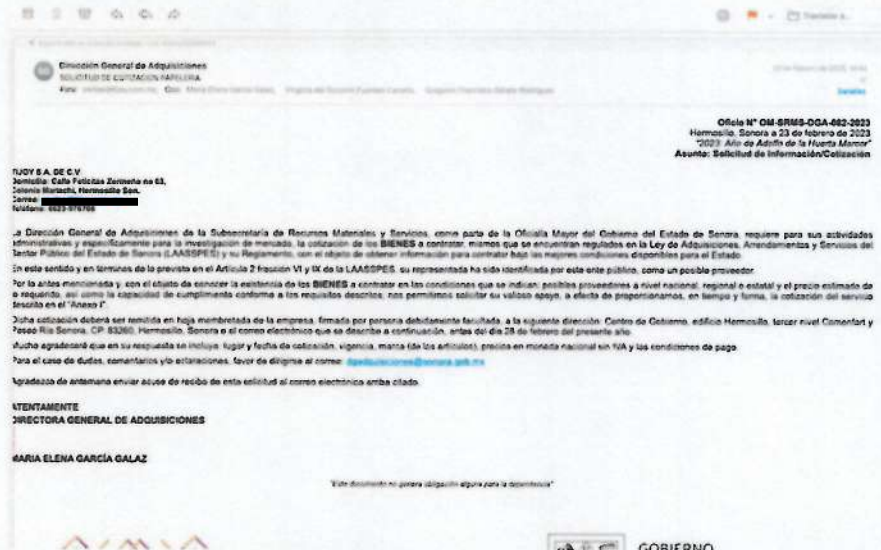 Dirección General de Adquisiciones
SOLICITUD DE COTIZACION PAPELERIA
Detalles
Oficio N° OM-SRMS-DGA-662-2023
Hermosillo, Sonora a 23 de febrero de 2023
"2023: Año de Adolfo de la Huerta Marcor"
Asunto: Solicitud de Información/Cotización
S.A. DE C.V
Domicilio: Calle Felicitas Zermeño no 63,
Colonia Mariachi, Hermosillo Son.
Correo:
Teléfono:
La Dirección General de Adquisiciones de la Subsecretaría de Recursos Materiales y Servicios, como parte de la Oficialía Mayor del Gobierno del Estado de Sonora, requiere para sus actividades
administrativas y específicamente para la investigación de mercado, la cotización de los BIENES a contratar, mismos que se encuentran regulados en la Ley de Adquisiciones, Arrendamientos y Servicios del
Sector Público del Estado de Sonora (LAASSPES) y su Reglamento, con el objeto de obtener información para contratar bajo las mejores condiciones disponibles para el Estado.
En este sentido y en términos de lo previsto en el Artículo 2 fracción VI y IX de la LAASSPES, su representada ha sido identificada por este ente público, como un posible proveedor.
Por lo antes mencionado y, con el objeto de conocer la existencia de los BIENES a contratar en las condiciones que se indican; posibles proveedores a nivel nacional, regional o estatal y el precio estimado de
lo requerido, así como la capacidad de cumplimiento conforme a los requisitos descritos, nos permitimos solicitar su valioso apoyo, a efecto de proporcionarnos, en tiempo y forma, la cotización del servicio
descrito en el "Anexo I".
Dicha cotización deberá ser remitida en hoja membretada de la empresa, firmada por persona debidamente facultada, a la siguiente dirección: Centro de Gobierno, edificio Hermosillo, tercer nivel Comonfort y
Paseo Río Sonora, CP. 83260, Hermosillo, Sonora o el correo electrónico que se describe a continuación, antes del día 28 de febrero del presente año.
Mucho agradeceré que en su respuesta se incluya: lugar y fecha de cotización, vigencia, marca (de los artículos), precios en moneda nacional sin IVA y las condiciones de pago.
Para el caso de dudas, comentarios y/o aclaraciones, favor de dirigirse al correo:
Agradezco de antemano enviar acuse de recibo de esta solicitud al correo electrónico arriba citado.
ATENTAMENTE
DIRECTORA GENERAL DE ADQUISICIONES
MARIA ELENA GARCÍA GALAZ
"Este documento no genera obligación alguna para la dependencia"
GOBIERNO